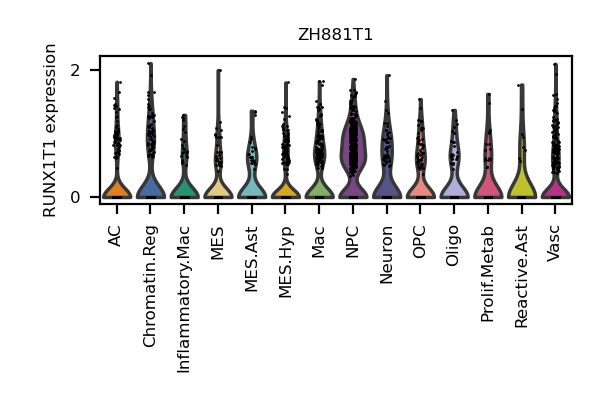 ZH881T1
RUNX1T1 expression
2
0
AC
Chromatin.Reg
Inflammatory.Mac
MES
MES.Ast
MES.Hyp
Mac
NPC
Neuron
OPC
Oligo
Prolif.Metab
Reactive.Ast
Vasc